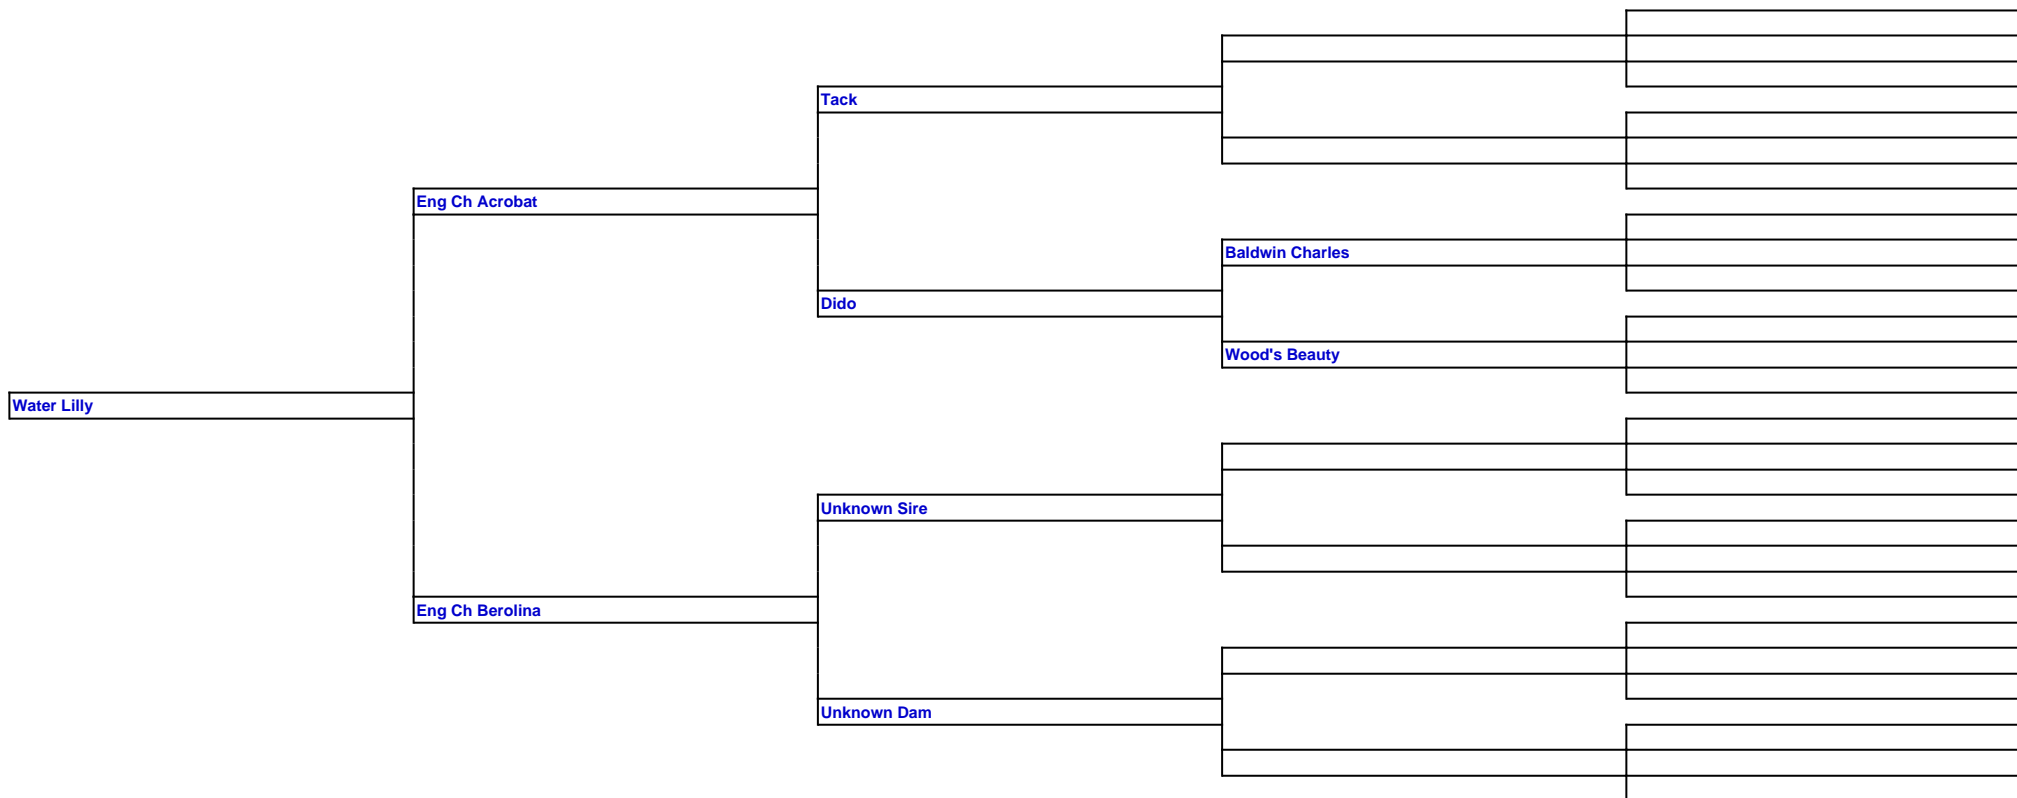 Tack
Eng Ch Acrobat
Baldwin Charles
Dido
Wood's Beauty
Water Lilly
Unknown Sire
Eng Ch Berolina
Unknown Dam